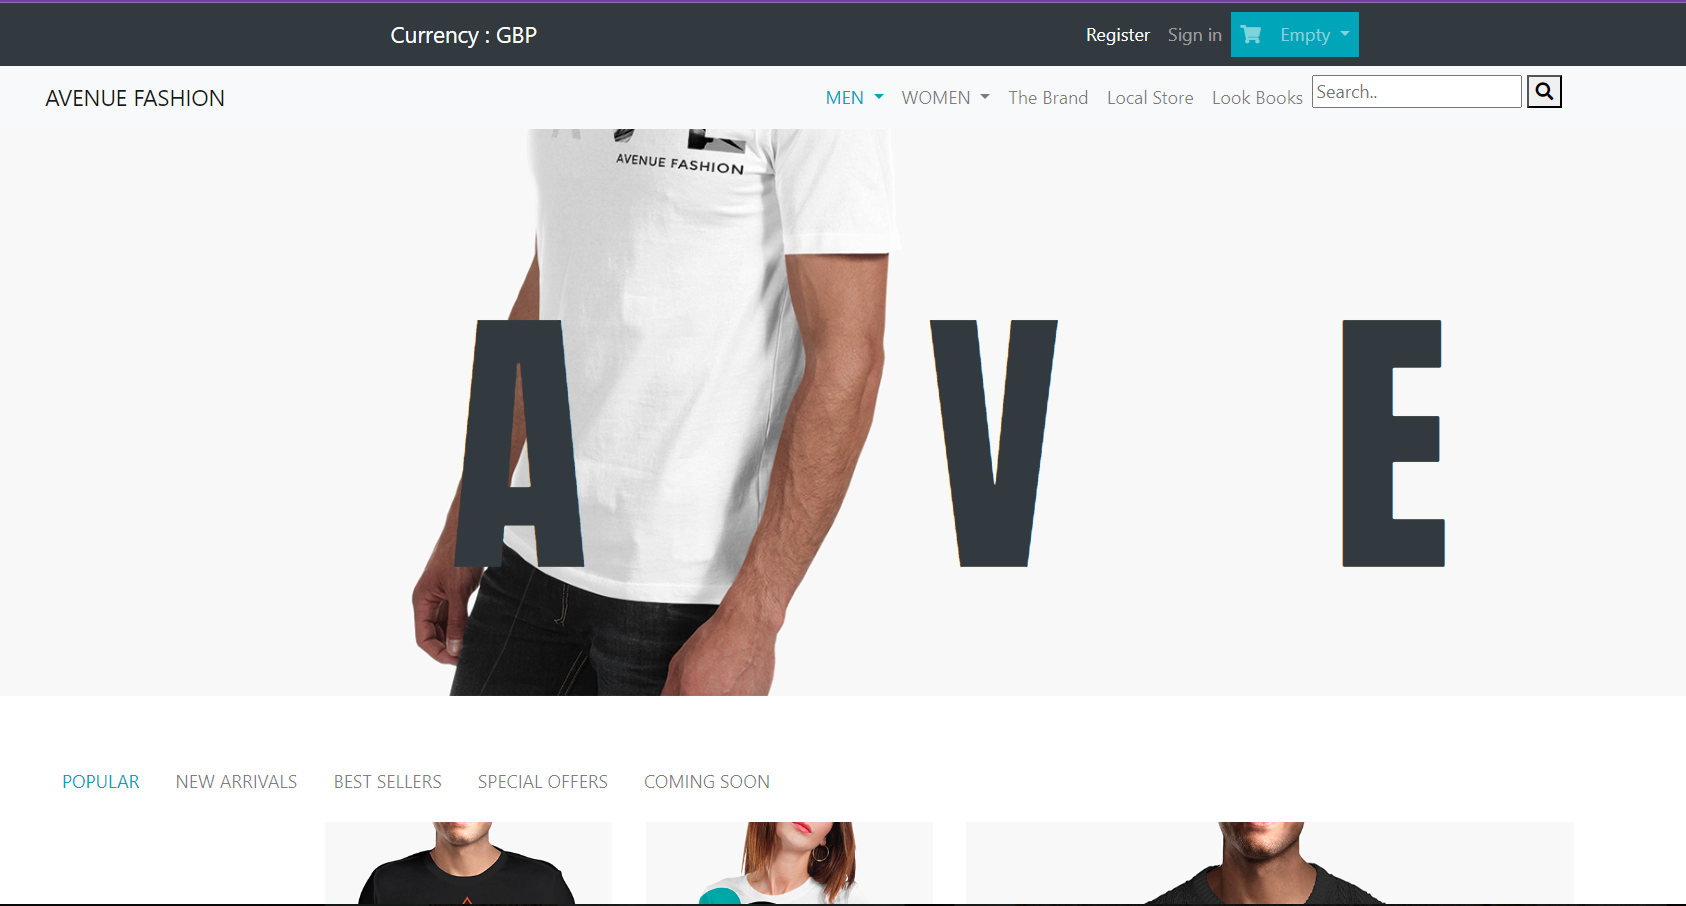 Currency : GBP Register Sign in Empty
AVENUE FASHION MEN WOMEN The Brand Local Store Look Books Search..
AVENUE FASHION
A V E
POPULAR NEW ARRIVALS BEST SELLERS SPECIAL OFFERS COMING SOON